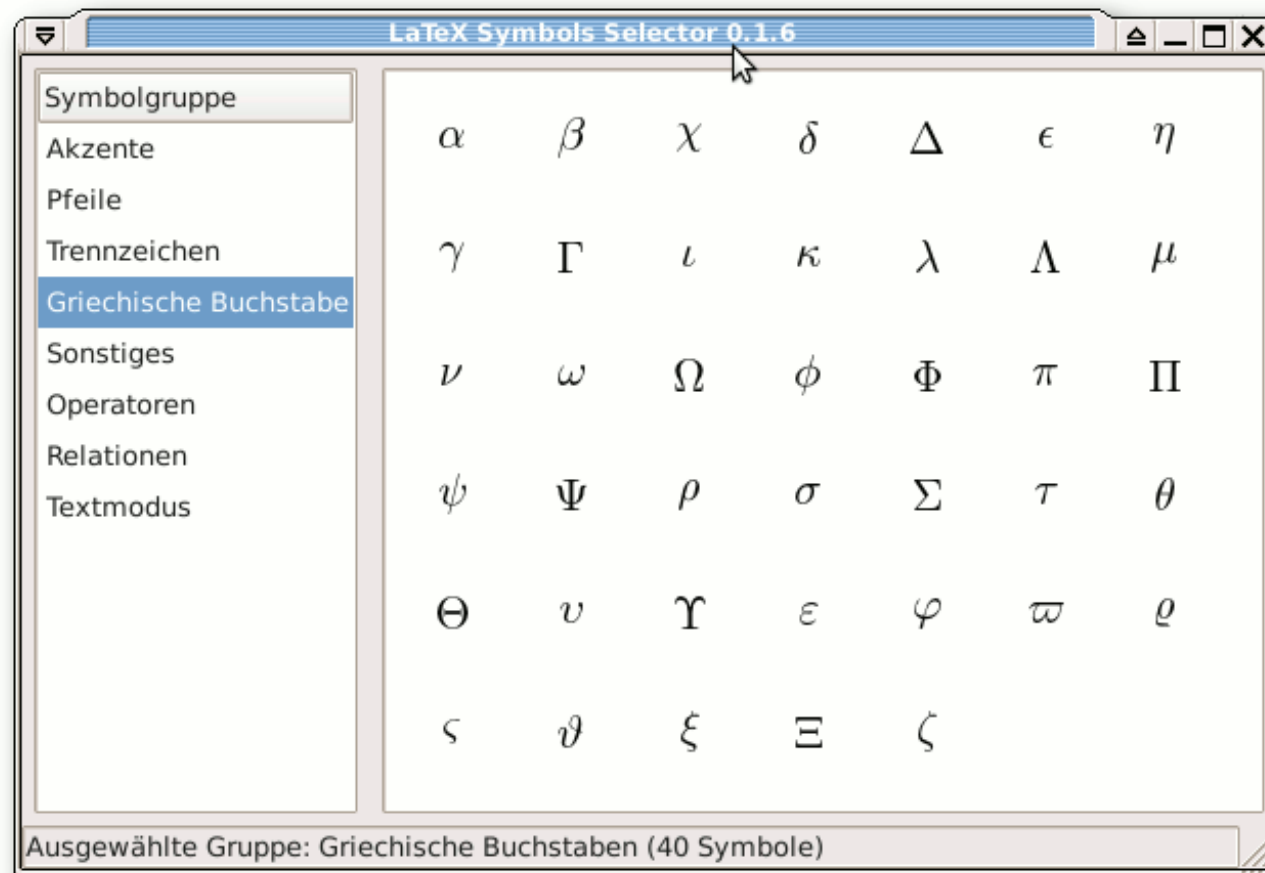 LaTeX Symbols Selector 0.1.6
Symbolgruppe
Akzente
Pfeile
Trennzeichen
Griechische Buchstabe
Sonstiges
Operatoren
Relationen
Textmodus
α β χ δ Δ ϵ η
γ Γ ι κ λ Λ μ
ν ω Ω ϕ Φ π Π
ψ Ψ ρ σ Σ τ θ
Θ υ ϒ ε φ ϖ ϱ
ς ϑ ξ Ξ ζ
Ausgewählte Gruppe: Griechische Buchstaben (40 Symbole)